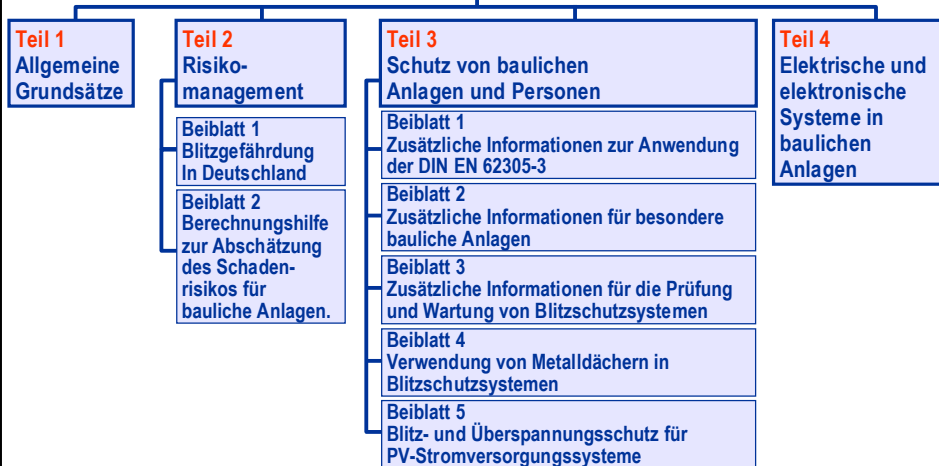 Teil 1
Allgemeine
Grundsätze
Teil 2
Risiko-
management
Beiblatt 1
Blitzgefährdung
In Deutschland
Beiblatt 2
Berechnungshilfe
zur Abschätzung
des Schaden-
risikos für
bauliche Anlagen.
Teil 3
Schutz von baulichen
Anlagen und Personen
Beiblatt 1
Zusätzliche Informationen zur Anwendung
der DIN EN 62305-3
Beiblatt 2
Zusätzliche Informationen für besondere
bauliche Anlagen
Beiblatt 3
Zusätzliche Informationen für die Prüfung
und Wartung von Blitzschutzsystemen
Beiblatt 4
Verwendung von Metalldächern in
Blitzschutzsystemen
Beiblatt 5
Blitz- und Überspannungsschutz für
PV-Stromversorgungssysteme
Teil 4
Elektrische und
elektronische
Systeme in
baulichen
Anlagen